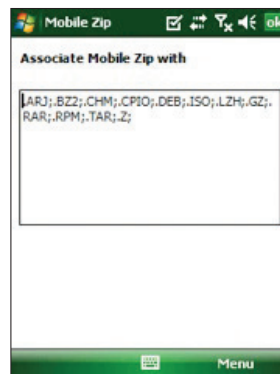 Mobile Zip
ok
Associate Mobile Zip with
.ARJ;.BZ2;.CHM;.CPIO;.DEB;.ISO;.LZH;.GZ;.
RAR;.RPM;.TAR;.Z;
Menu